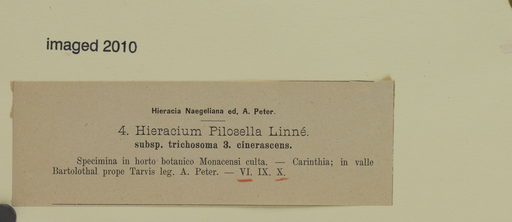 imaged 2010
Hieracia Naegeliana ed. A. Peter.
4. Hieracium Pilosella Linné.
subsp. trichosoma 3. cinerascens.
Specimina in horto botanico Monacensi culta. — Carinthia; in valle
Bartolothal prope Tarvis leg. A. Peter. — VI. IX. X.